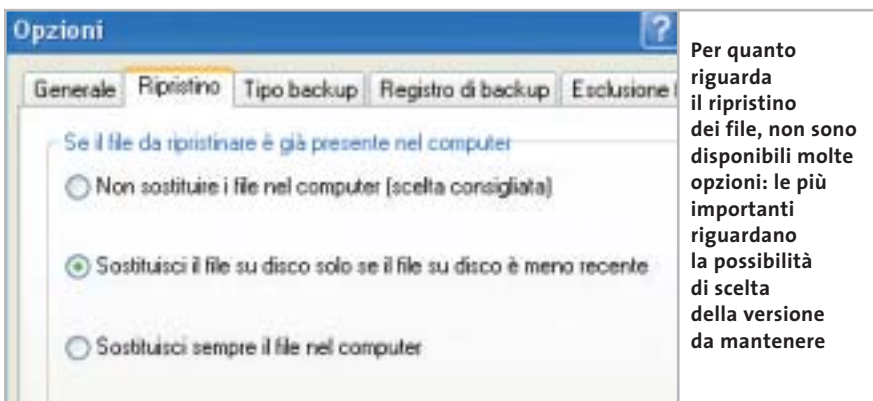 Opzioni
?
Generale Ripristino Tipo backup Registro di backup Esclusione
Se il file da ripristinare è già presente nel computer
Non sostituire i file nel computer (scelta consigliata)
Sostituisci il file su disco solo se il file su disco è meno recente
Sostituisci sempre il file nel computer
Per quanto
riguarda
il ripristino
dei file, non sono
disponibili molte
opzioni: le più
importanti
riguardano
la possibilità
di scelta
della versione
da mantenere